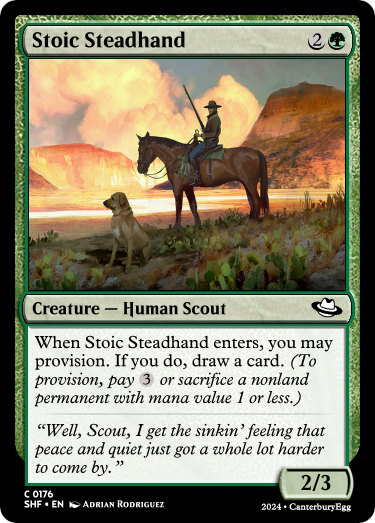 Stoic Steadhand 2
Creature — Human Scout
When Stoic Steadhand enters, you may
provision. If you do, draw a card. (To
provision, pay 3 or sacrifice a nonland
permanent with mana value 1 or less.)
“Well, Scout, I get the sinkin’ feeling that
peace and quiet just got a whole lot harder
to come by.”
2/3
C 0176
SHF • EN Adrian Rodriguez
2024 - CanterburyEgg